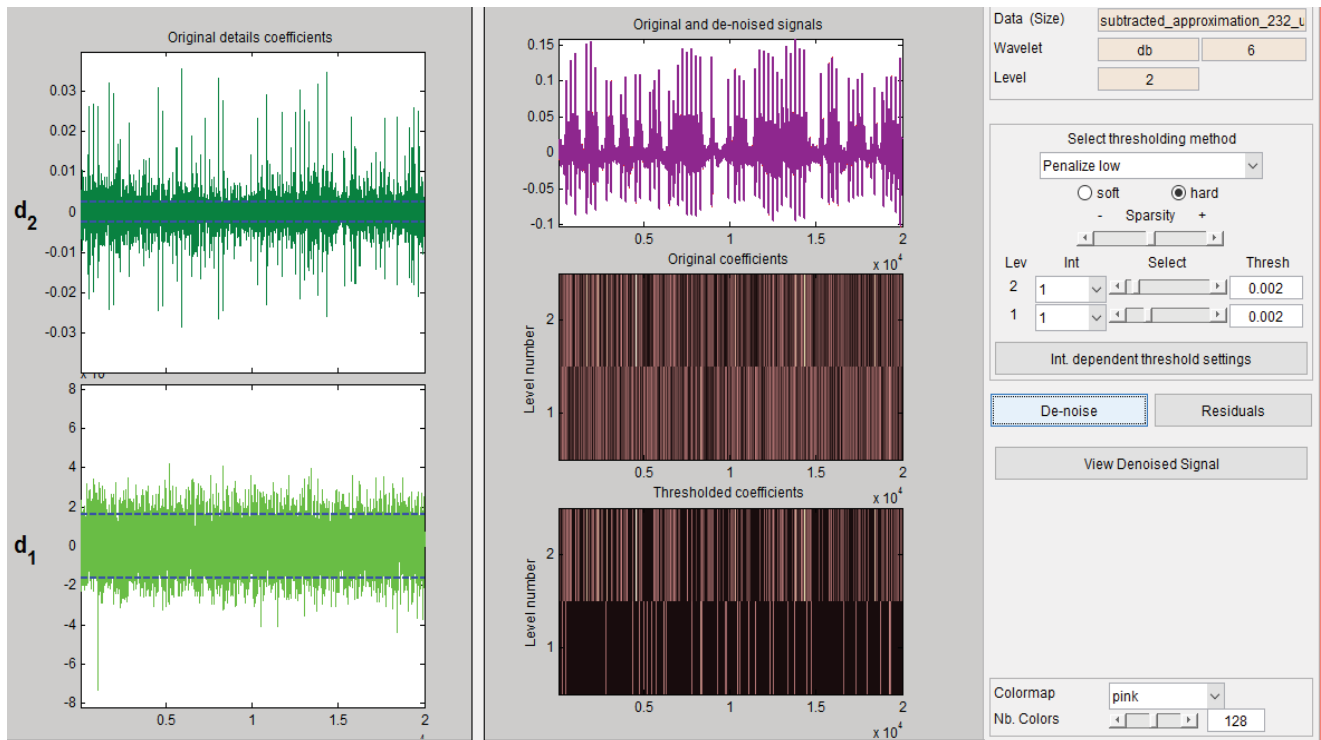 Original details coefficients
0.03
0.02
0.01
d2
0
-0.01
-0.02
-0.03
8
6
4
2
d1
0
-2
-4
-6
-8
0.5 1 1.5 2
Original and de-noised signals
0.15
0.1
0.05
0
-0.05
-0.1
0.5 1 1.5 2
x 10^4
Original coefficients
Level number
2
1
0.5 1 1.5 2
x 10^4
Thresholded coefficients
Level number
2
1
0.5 1 1.5 2
x 10^4
Data (Size) subtracted_approximation_232_u
Wavelet db 6
Level 2
Select thresholding method
Penalize low
soft hard
- Sparsity +
Lev Int Select Thresh
2 1 0.002
1 1 0.002
Int. dependent threshold settings
De-noise Residuals
View Denoised Signal
Colormap pink
Nb. Colors 128